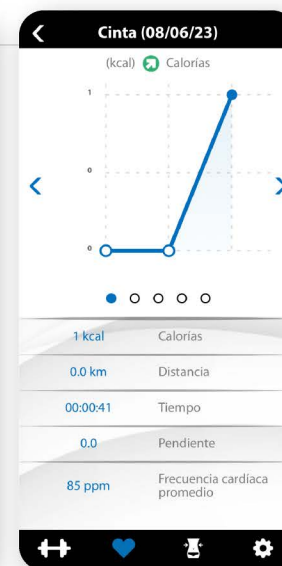 Cinta (08/06/23)
(kcal) Calorías
1
0
0
1 kcal Calorías
0.0 km Distancia
00:00:41 Tiempo
0.0 Pendiente
85 ppm Frecuencia cardíaca
promedio